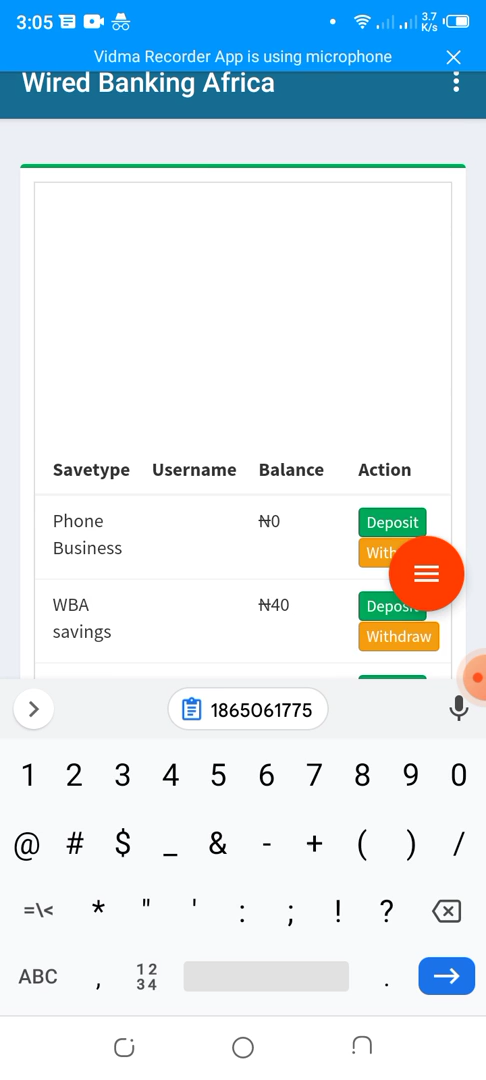 3:05 3.7 K/s
Vidma Recorder App is using microphone
Wired Banking Africa
Savetype Username Balance Action
Phone Business ₦0 Deposit
With
WBA savings ₦40 Deposit
Withdraw
1865061775
1 2 3 4 5 6 7 8 9 0
@ # $ _ & - + ( ) /
=\< * " ' : ; ! ?
ABC , 12 34 .